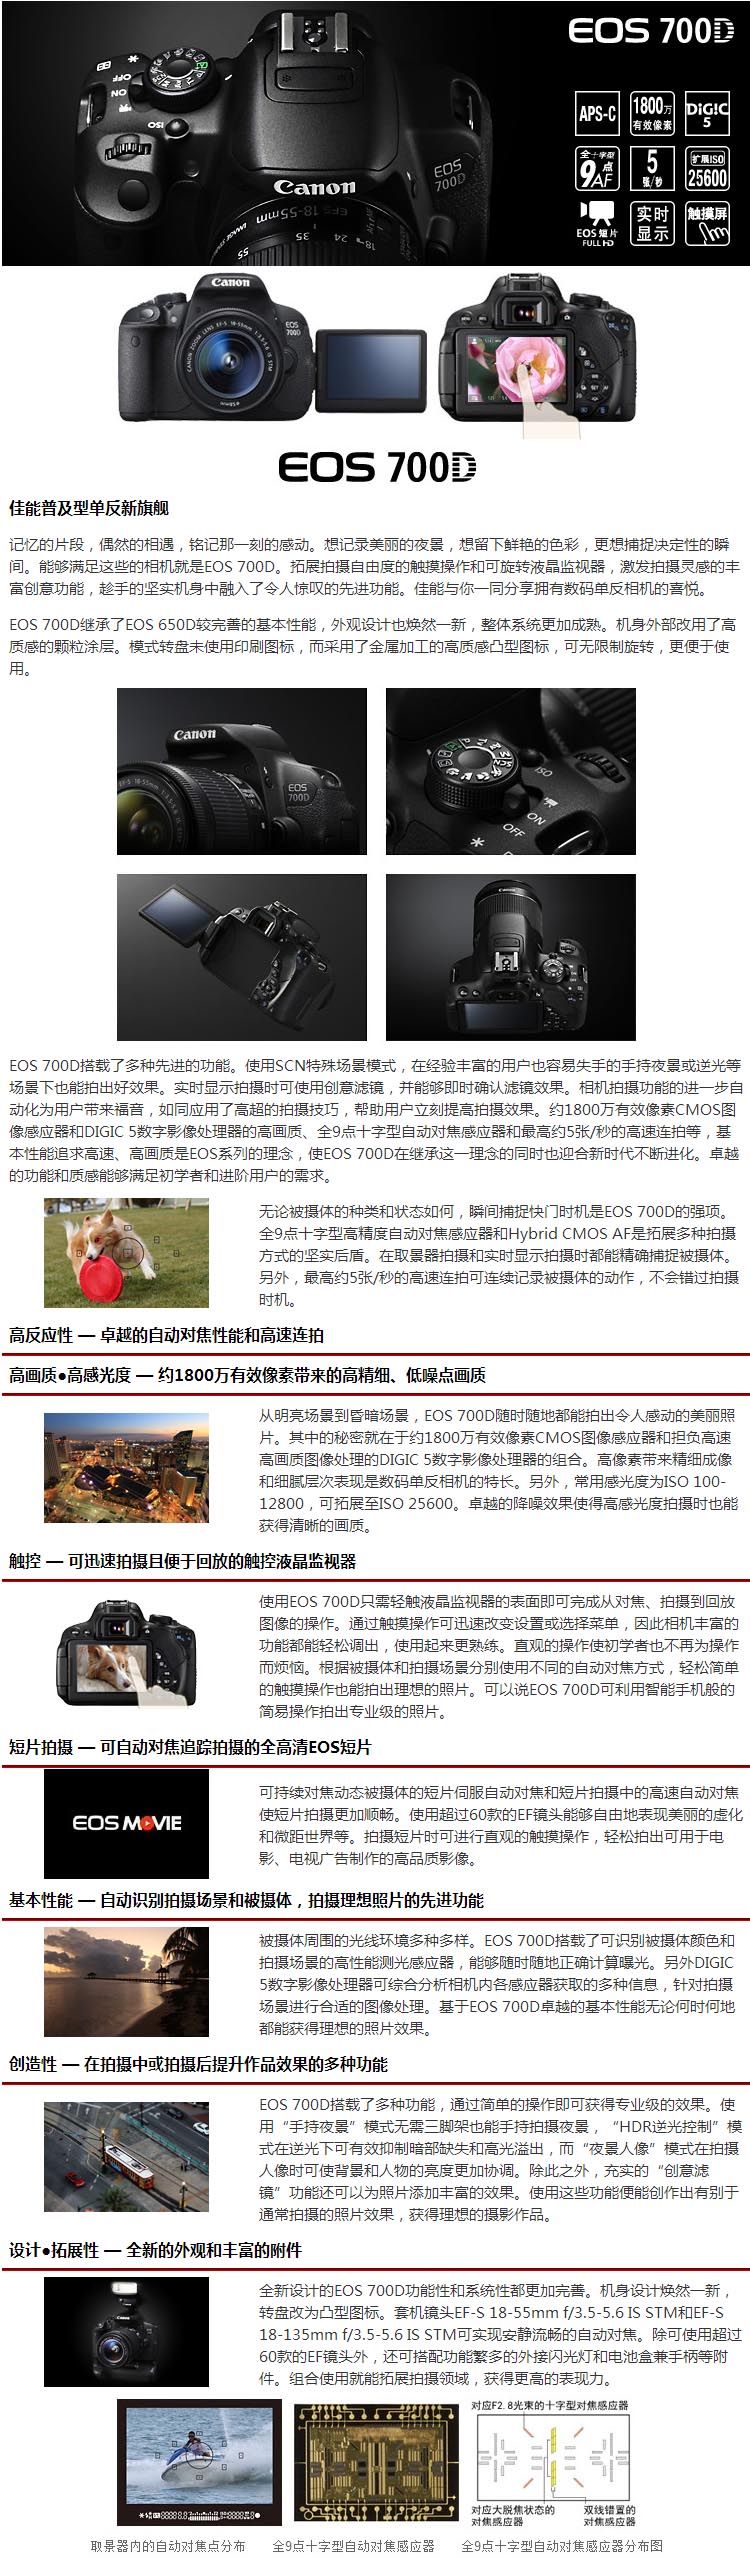 EOS 700D
APS-C
1800万
有效像素
DiGiC
5
全十字型
9点
AF
5
张/秒
扩展ISO
25600
EOS短片
FULL HD
实时
显示
触摸屏
OFF
ON
ISO
Canon
EOS
700D
EFS 18-55mm
18 24 35 55
Canon
EOS
700D
CANON ZOOM LENS EF-S 18-55mm 1:3.5-5.6 IS STM
EOS 700D
佳能普及型单反新旗舰
记忆的片段，偶然的相遇，铭记那一刻的感动。想记录美丽的夜景，想留下鲜艳的色彩，更想捕捉决定性的瞬
间。能够满足这些的相机就是EOS 700D。拓展拍摄自由度的触摸操作和可旋转液晶监视器，激发拍摄灵感的丰
富创意功能，趁手的坚实机身中融入了令人惊叹的先进功能。佳能与你一同分享拥有数码单反相机的喜悦。
EOS 700D继承了EOS 650D较完善的基本性能，外观设计也焕然一新，整体系统更加成熟。机身外部改用了高
质感的颗粒涂层。模式转盘未使用印刷图标，而采用了金属加工的高质感凸型图标，可无限制旋转，更便于使
用。
Canon
EOS
700D
ISO
ON
OFF
Canon
EOS 700D搭载了多种先进的功能。使用SCN特殊场景模式，在经验丰富的用户也容易失手的手持夜景或逆光等
场景下也能拍出好效果。实时显示拍摄时可使用创意滤镜，并能够即时确认滤镜效果。相机拍摄功能的进一步自
动化为用户带来福音，如同应用了高超的拍摄技巧，帮助用户立刻提高拍摄效果。约1800万有效像素CMOS图
像感应器和DIGIC 5数字影像处理器的高画质、全9点十字型自动对焦感应器和最高约5张/秒的高速连拍等，基
本性能追求高速、高画质是EOS系列的理念，使EOS 700D在继承这一理念的同时也迎合新时代不断进化。卓越
的功能和质感能够满足初学者和进阶用户的需求。
无论被摄体的种类和状态如何，瞬间捕捉快门时机是EOS 700D的强项。
全9点十字型高精度自动对焦感应器和Hybrid CMOS AF是拓展多种拍摄
方式的坚实后盾。在取景器拍摄和实时显示拍摄时都能精确捕捉被摄体。
另外，最高约5张/秒的高速连拍可连续记录被摄体的动作，不会错过拍摄
时机。
高反应性 — 卓越的自动对焦性能和高速连拍
高画质●高感光度 — 约1800万有效像素带来的高精细、低噪点画质
从明亮场景到昏暗场景，EOS 700D随时随地都能拍出令人感动的美丽照
片。其中的秘密就在于约1800万有效像素CMOS图像感应器和担负高速
高画质图像处理的DIGIC 5数字影像处理器的组合。高像素带来精细成像
和细腻层次表现是数码单反相机的特长。另外，常用感光度为ISO 100-
12800，可拓展至ISO 25600。卓越的降噪效果使得高感光度拍摄时也能
获得清晰的画质。
触控 — 可迅速拍摄且便于回放的触控液晶监视器
使用EOS 700D只需轻触液晶监视器的表面即可完成从对焦、拍摄到回放
图像的操作。通过触摸操作可迅速改变设置或选择菜单，因此相机丰富的
功能都能轻松调出，使用起来更熟练。直观的操作使初学者也不再为操作
而烦恼。根据被摄体和拍摄场景分别使用不同的自动对焦方式，轻松简单
的触摸操作也能拍出理想的照片。可以说EOS 700D可利用智能手机般的
简易操作拍出专业级的照片。
短片拍摄 — 可自动对焦追踪拍摄的全高清EOS短片
EOS MOVIE
可持续对焦动态被摄体的短片伺服自动对焦和短片拍摄中的高速自动对焦
使短片拍摄更加顺畅。使用超过60款的EF镜头能够自由地表现美丽的虚化
和微距世界等。拍摄短片时可进行直观的触摸操作，轻松拍出可用于电
影、电视广告制作的高品质影像。
基本性能 — 自动识别拍摄场景和被摄体，拍摄理想照片的先进功能
被摄体周围的光线环境多种多样。EOS 700D搭载了可识别被摄体颜色和
拍摄场景的高性能测光感应器，能够随时随地正确计算曝光。另外DIGIC
5数字影像处理器可综合分析相机内各感应器获取的多种信息，针对拍摄
场景进行合适的图像处理。基于EOS 700D卓越的基本性能无论何时何地
都能获得理想的照片效果。
创造性 — 在拍摄中或拍摄后提升作品效果的多种功能
EOS 700D搭载了多种功能，通过简单的操作即可获得专业级的效果。使
用“手持夜景”模式无需三脚架也能手持拍摄夜景，“HDR逆光控制”模
式在逆光下可有效抑制暗部缺失和高光溢出，而“夜景人像”模式在拍摄
人像时可使背景和人物的亮度更加协调。除此之外，充实的“创意滤
镜”功能还可以为照片添加丰富的效果。使用这些功能便能创作出有别于
通常拍摄的照片效果，获得理想的摄影作品。
设计●拓展性 — 全新的外观和丰富的附件
全新设计的EOS 700D功能性和系统性都更加完善。机身设计焕然一新，
转盘改为凸型图标。套机镜头EF-S 18-55mm f/3.5-5.6 IS STM和EF-S
18-135mm f/3.5-5.6 IS STM可实现安静流畅的自动对焦。除可使用超过
60款的EF镜头外，还可搭配功能繁多的外接闪光灯和电池盒兼手柄等附
件。组合使用就能拓展拍摄领域，获得更高的表现力。
对应F2.8光束的十字型对焦感应器
对应大脱焦状态的
对焦感应器
双线错置的
对焦感应器
取景器内的自动对焦点分布
全9点十字型自动对焦感应器
全9点十字型自动对焦感应器分布图